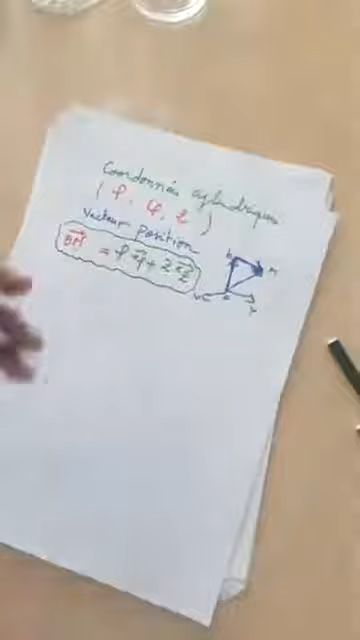 Coordonnées cylindriques
(ρ, φ, z)
Vecteur position
OM = ρ eρ + z ez